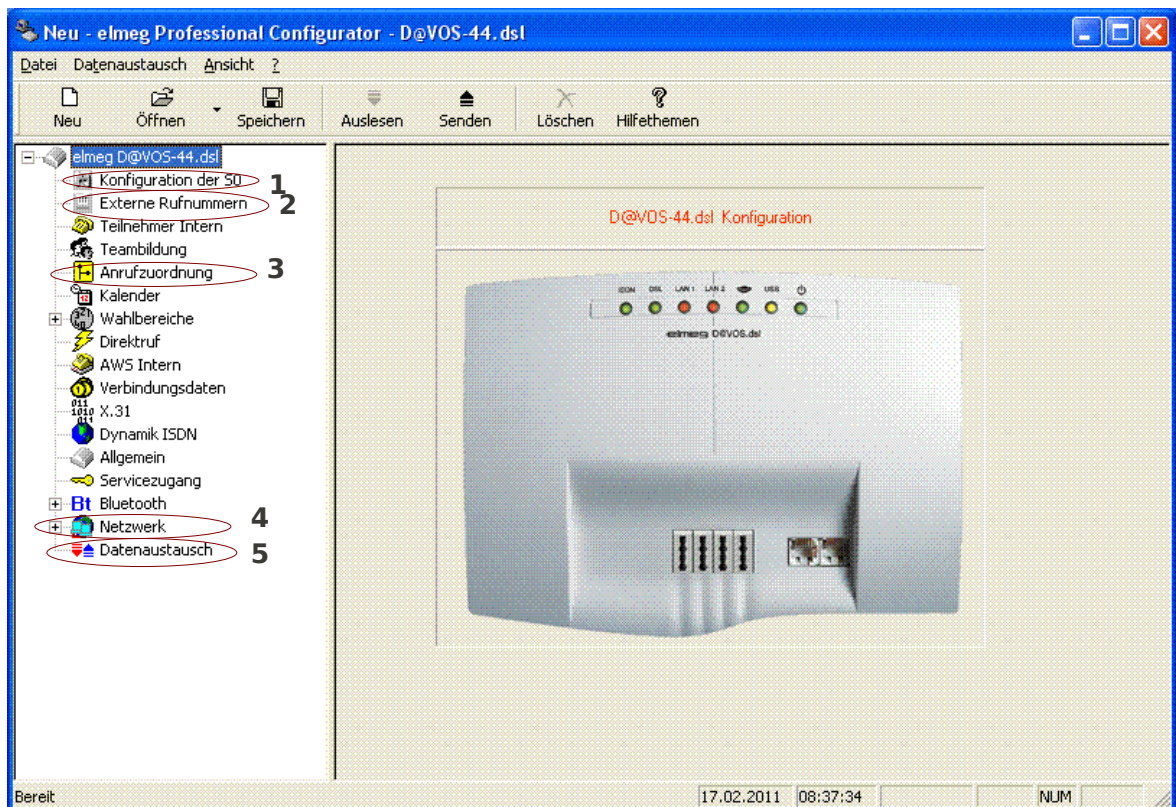 Neu - elmeg Professional Configurator - D@VOS-44.dsl
Datei Datenaustausch Ansicht ?
Neu Öffnen Speichern Auslesen Senden Löschen Hilfethemen
elmeg D@VOS-44.dsl
Konfiguration der S0 1
Externe Rufnummern 2
Teilnehmer Intern
Teambildung
Anrufzuordnung 3
Kalender
Wahlbereiche
Direktruf
AWS Intern
Verbindungsdaten
X.31
Dynamik ISDN
Allgemein
Servicezugang
Bt Bluetooth
Netzwerk 4
Datenaustausch 5
D@VOS-44.dsl Konfiguration
ISDN DSL LAN 1 LAN 2 USB
elmeg D@VOS.dsl
Bereit 17.02.2011 08:37:34 NUM